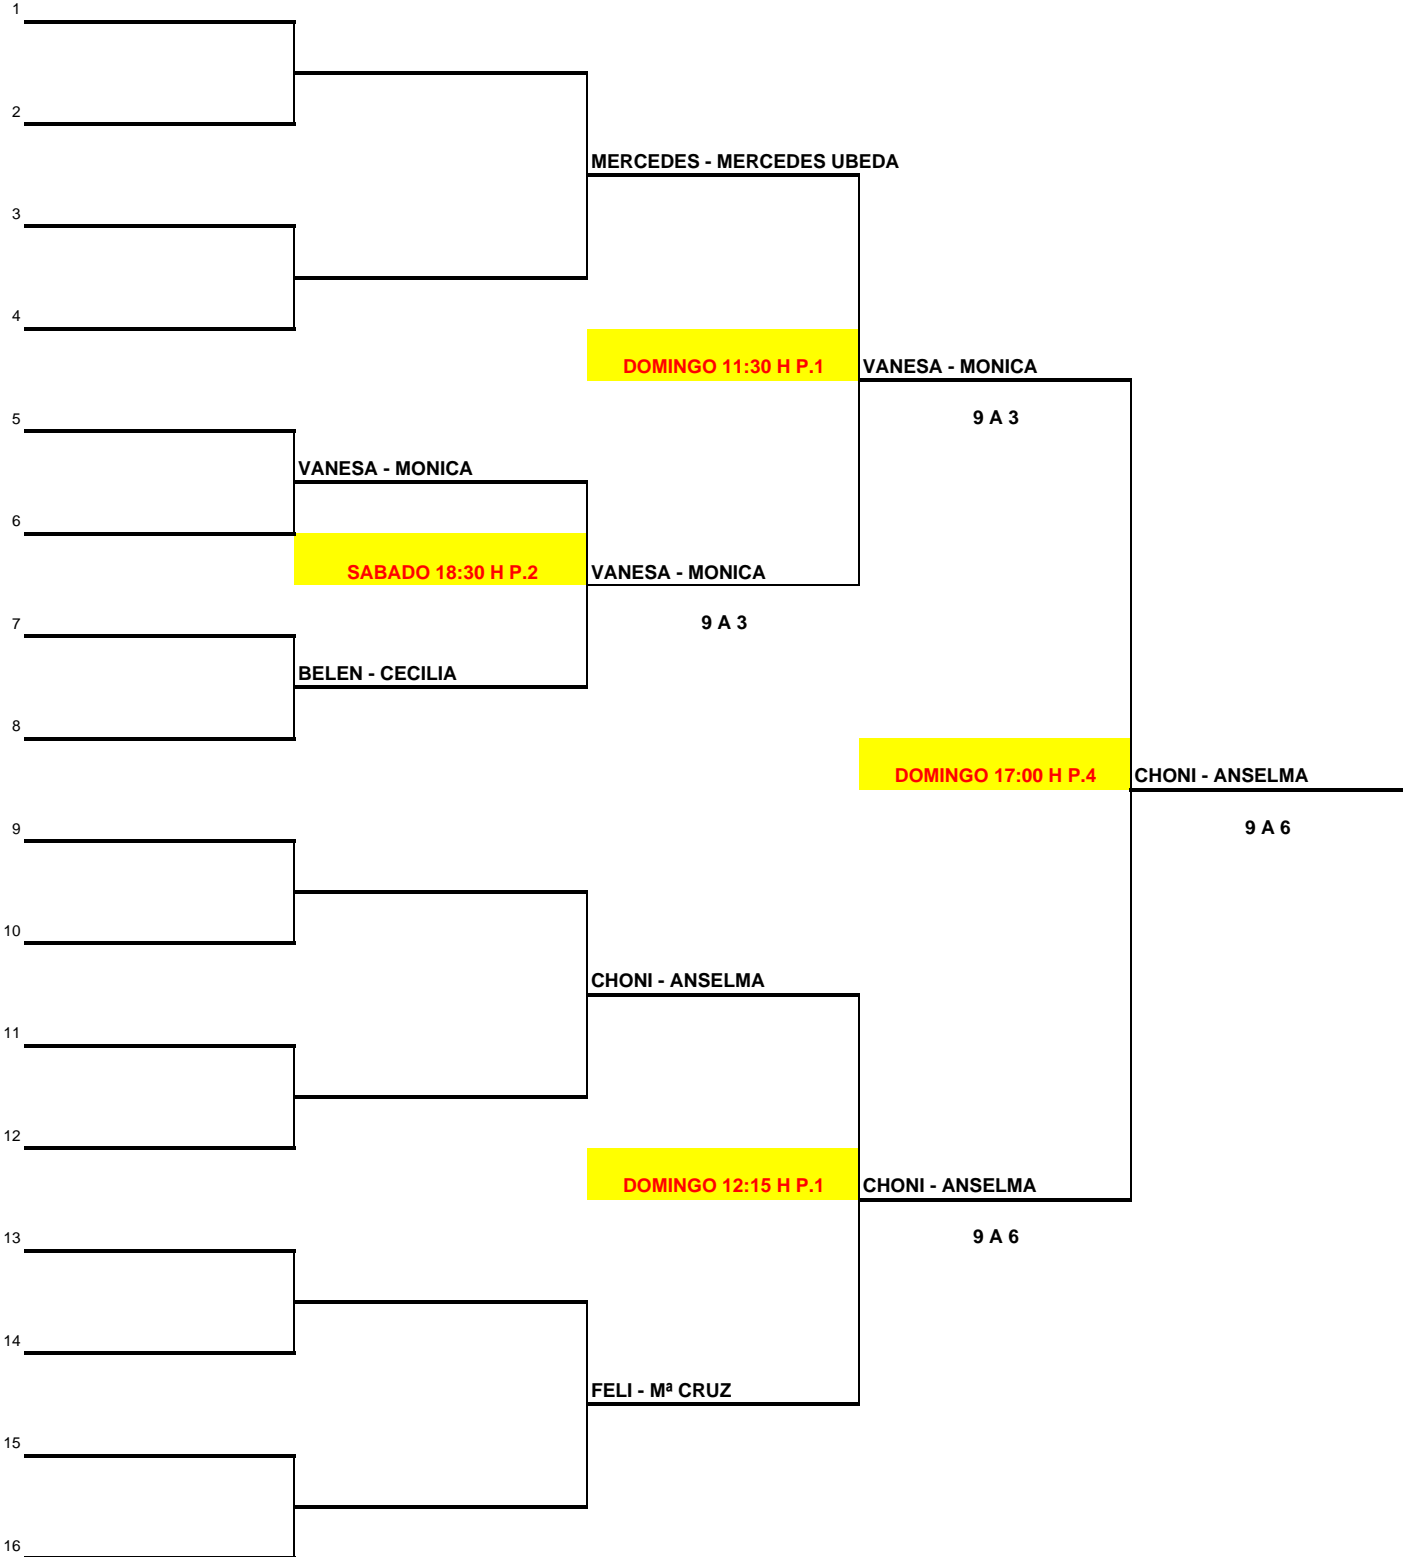 1
2
MERCEDES - MERCEDES UBEDA
3
4
DOMINGO 11:30 H P.1
VANESA - MONICA
9 A 3
5
VANESA - MONICA
6
SABADO 18:30 H P.2
VANESA - MONICA
9 A 3
7
BELEN - CECILIA
8
DOMINGO 17:00 H P.4
CHONI - ANSELMA
9 A 6
9
10
CHONI - ANSELMA
11
12
DOMINGO 12:15 H P.1
CHONI - ANSELMA
9 A 6
13
14
FELI - Mª CRUZ
15
16